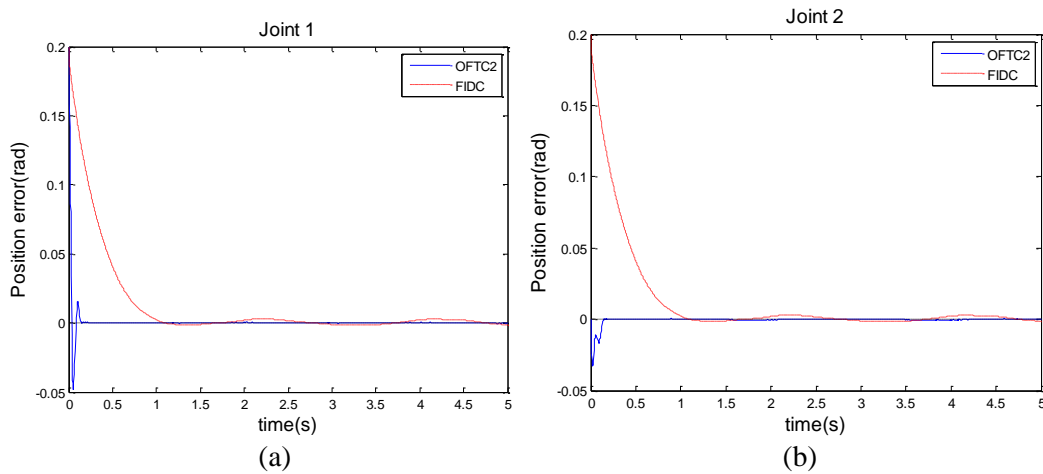 Joint 1
OFTC2
FIDC
Position error(rad)
0.2
0.15
0.1
0.05
0
-0.05
0 0.5 1 1.5 2 2.5 3 3.5 4 4.5 5
time(s)
(a)
Joint 2
OFTC2
FIDC
Position error(rad)
0.2
0.15
0.1
0.05
0
-0.05
0 0.5 1 1.5 2 2.5 3 3.5 4 4.5 5
time(s)
(b)